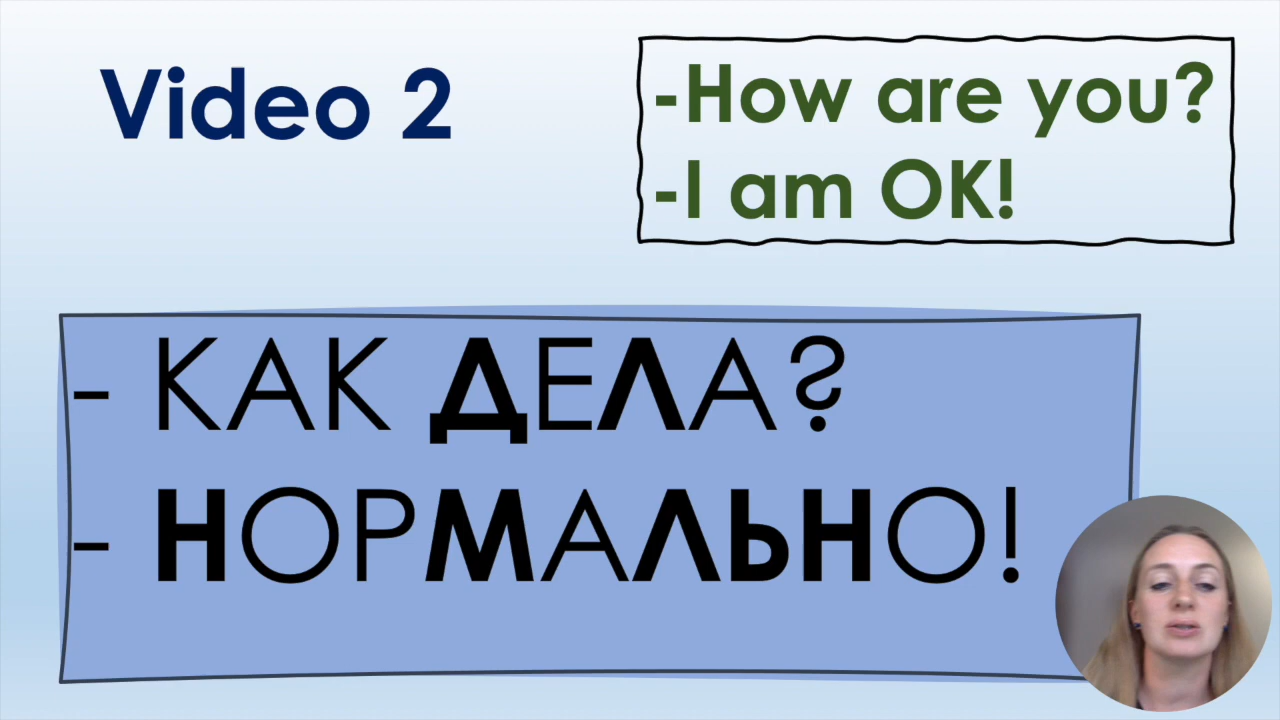 Video 2
-How are you?
-I am OK!
- КАК ДЕЛА?
- НОРМАЛЬНО!